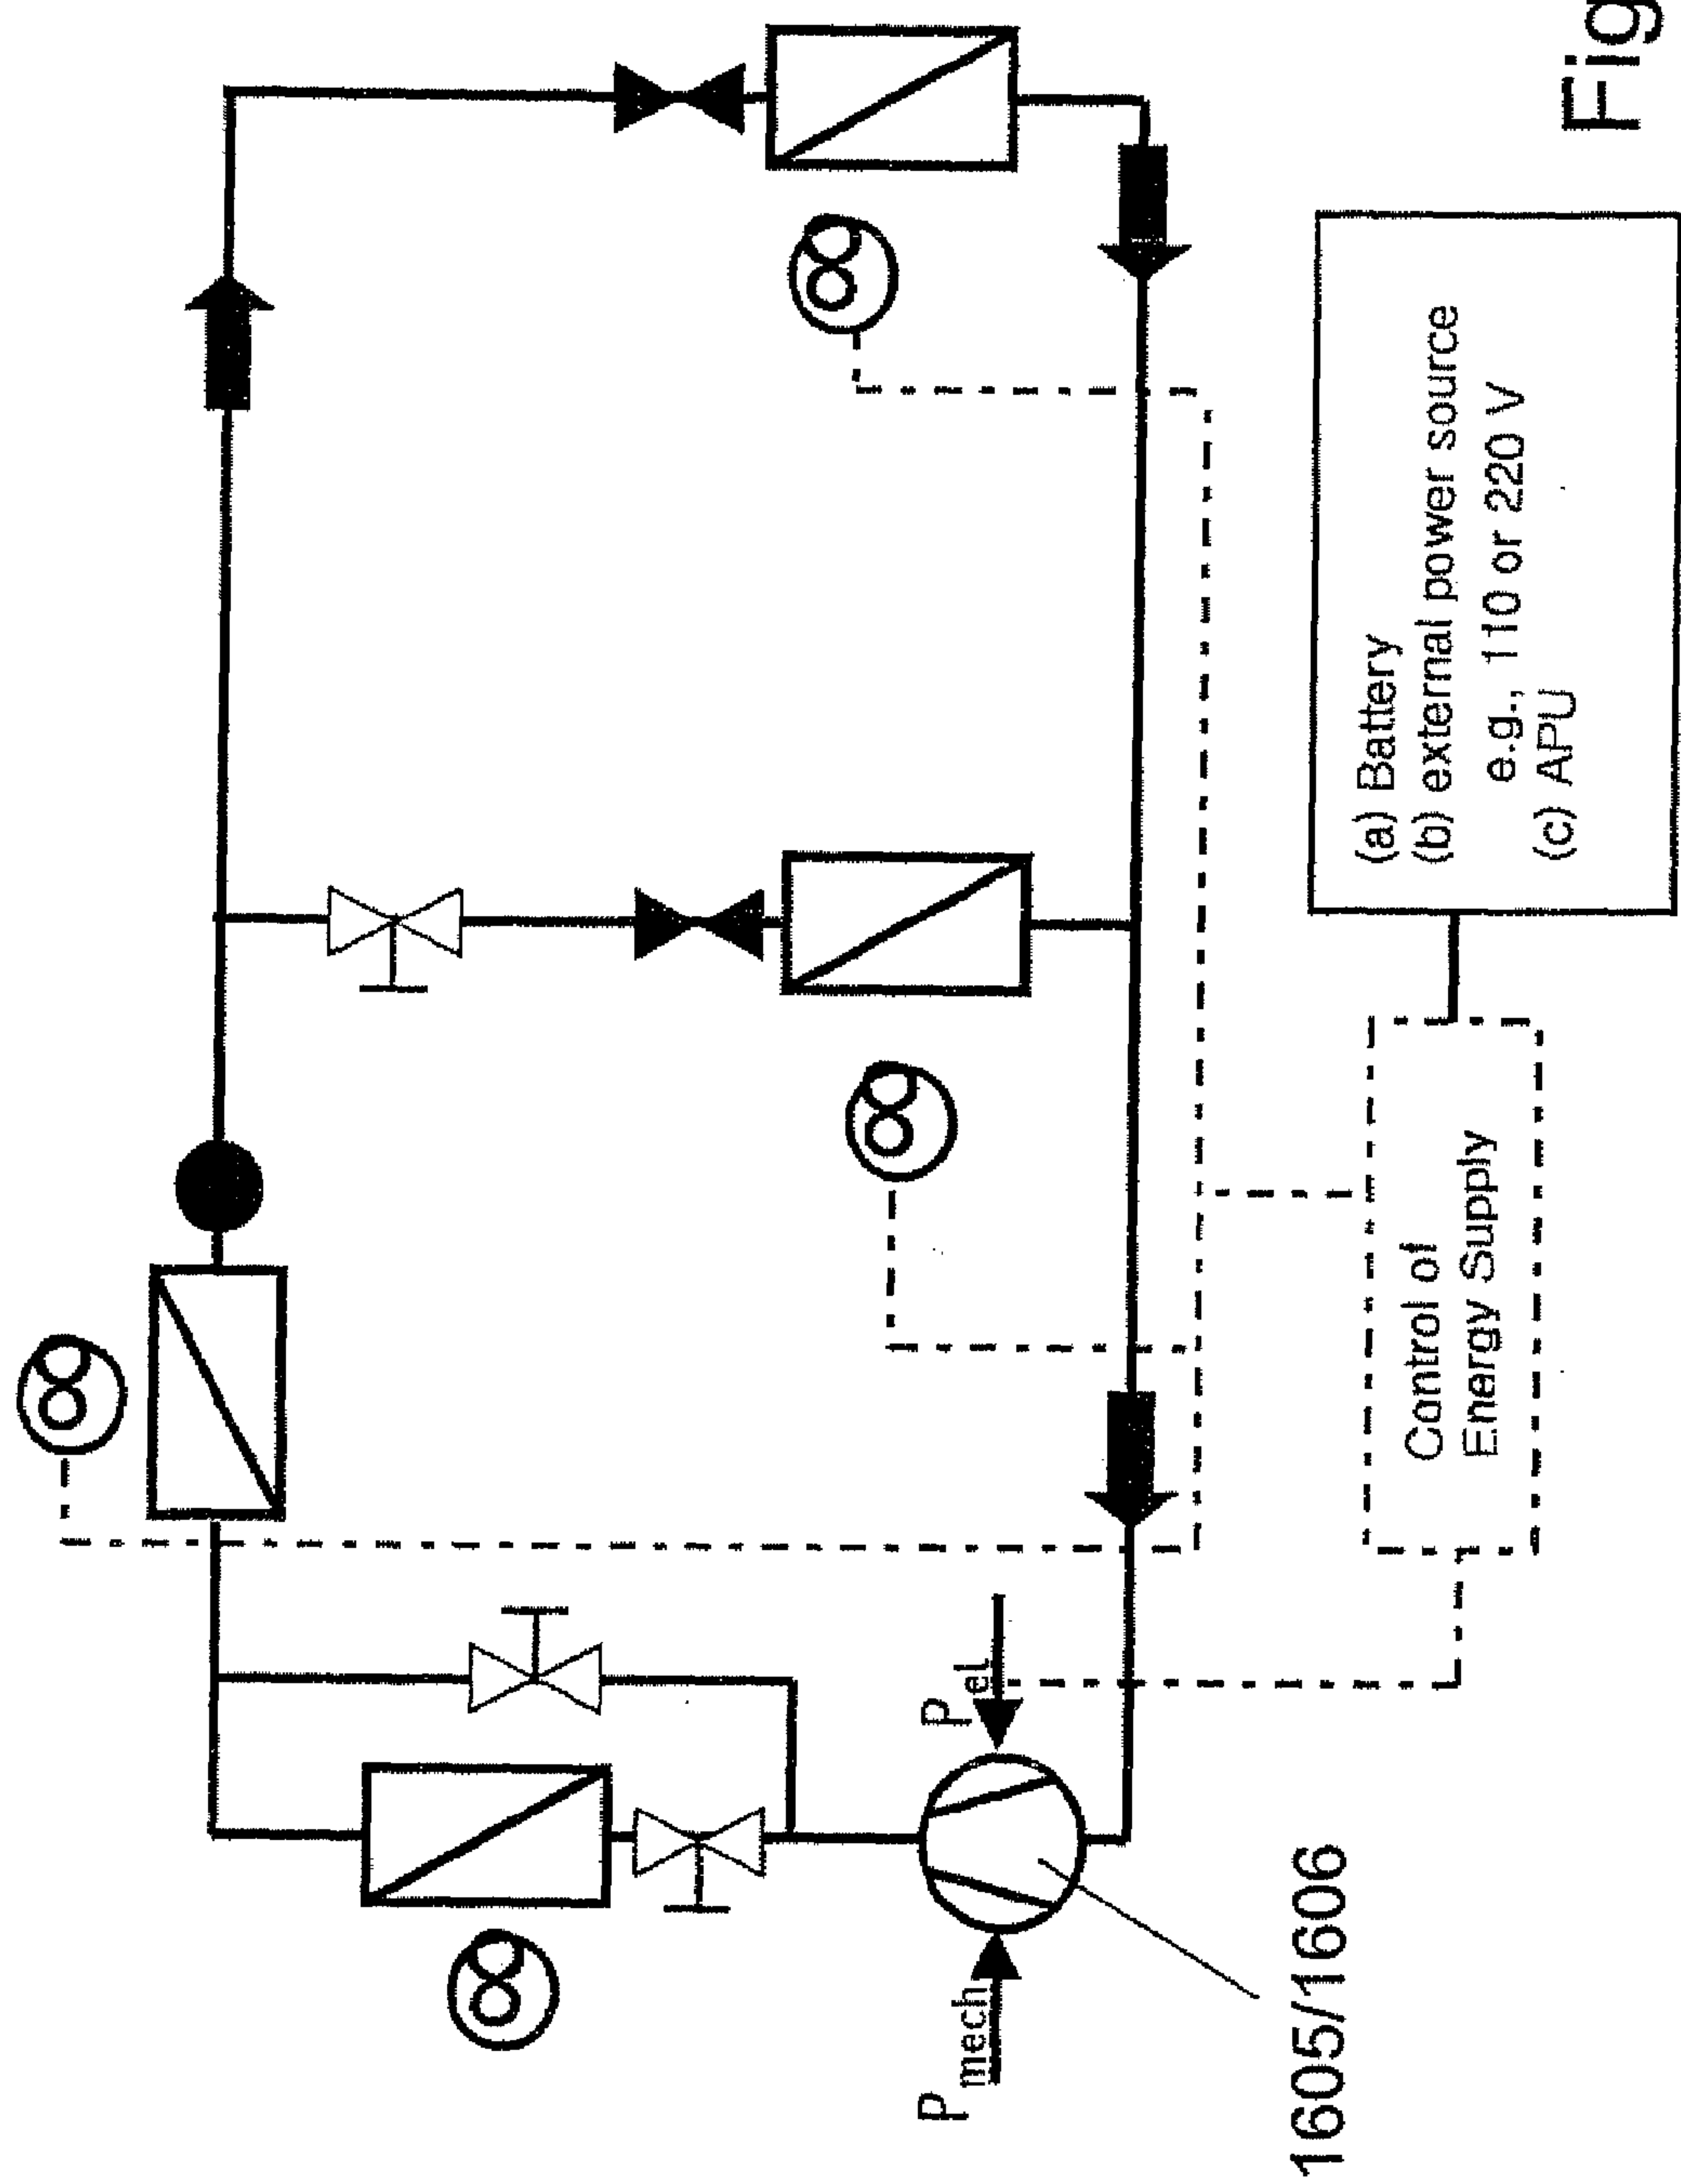 P mech
P el
1605/1606
Control of
Energy Supply
(a) Battery
(b) external power source
e.g., 110 or 220 V
(c) APU
Fig